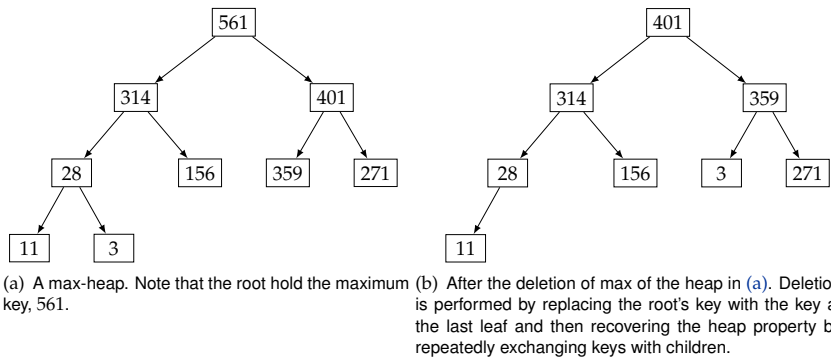 561
314 401
28 156 359 271
11 3
(a) A max-heap. Note that the root hold the maximum
key, 561.
401
314 359
28 156 3 271
11
(b) After the deletion of max of the heap in (a). Deletio
is performed by replacing the root's key with the key a
the last leaf and then recovering the heap property b
repeatedly exchanging keys with children.